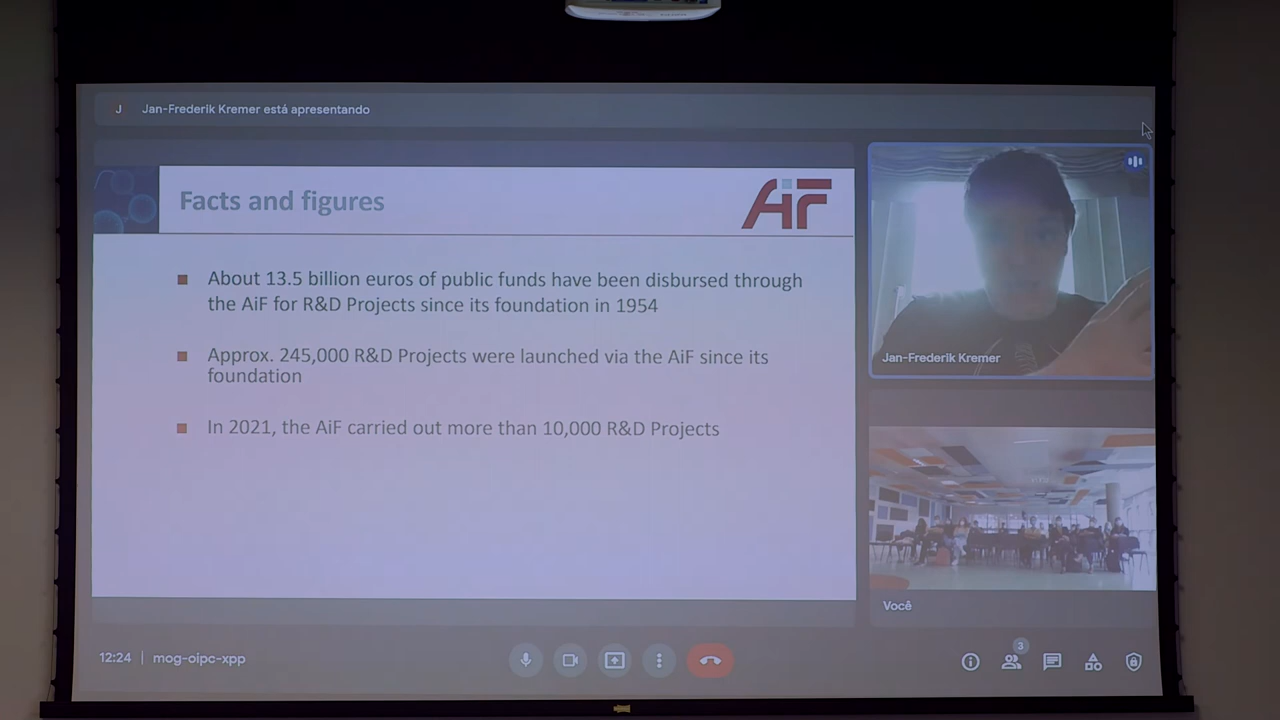 J Jan-Frederik Kremer está apresentando
Facts and figures
AiF
About 13.5 billion euros of public funds have been disbursed through
the AiF for R&D Projects since its foundation in 1954
Approx. 245,000 R&D Projects were launched via the AiF since its
foundation
In 2021, the AiF carried out more than 10,000 R&D Projects
Jan-Frederik Kremer
Você
12:24 | mog-oipc-xpp
3